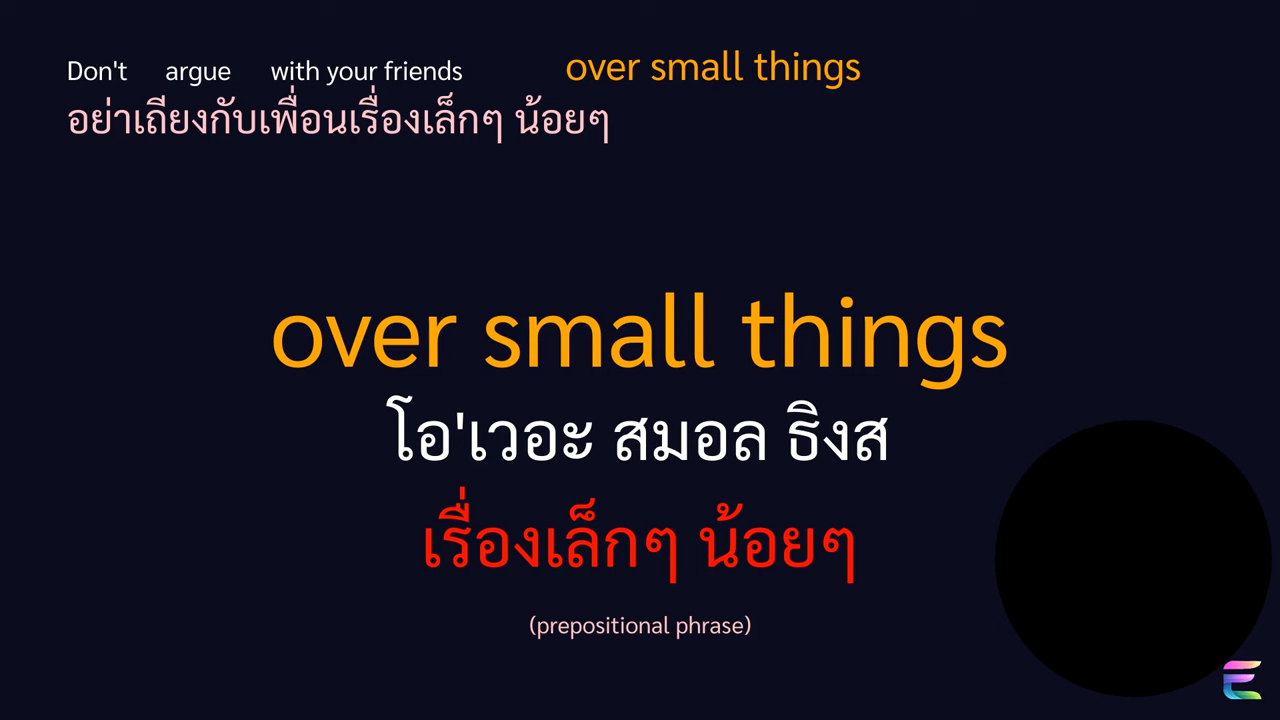 Don't argue with your friends over small things
อย่าเถียงกับเพื่อนเรื่องเล็กๆ น้อยๆ
over small things
โอ'เวอะ สมอล ธิงส
เรื่องเล็กๆ น้อยๆ
(prepositional phrase)